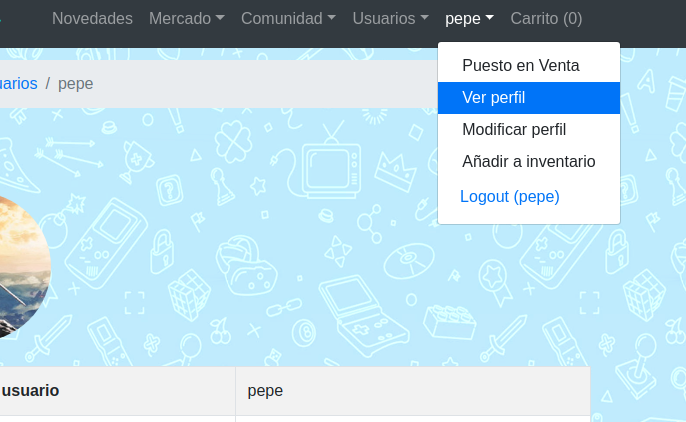 Novedades Mercado Comunidad Usuarios pepe Carrito (0)
Puesto en Venta
uarios / pepe
Ver perfil
Modificar perfil
Añadir a inventario
Logout (pepe)
usuario pepe